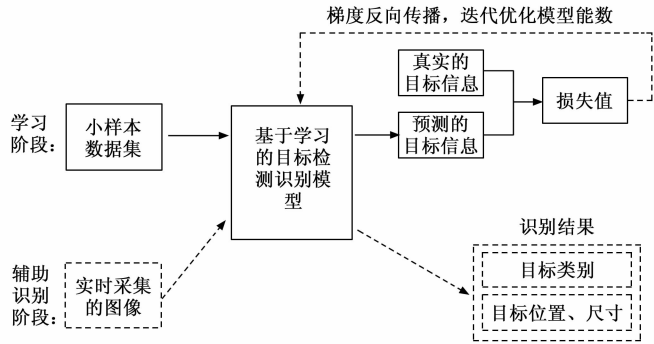 梯度反向传播，迭代优化模型能数
真实的
目标信息
学习
阶段：
小样本
数据集
基于学习
的目标检
测识别模
型
预测的
目标信息
损失值
识别结果
辅助
识别
阶段：
实时采集
的图像
目标类别
目标位置、尺寸